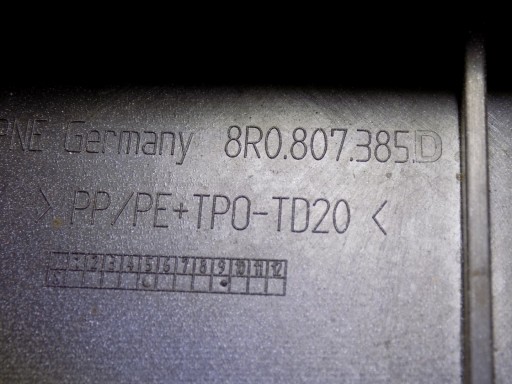 Germany 8R0.807.385.D
> PP/PE+TPO-TD20 <
1 2 3 4 5 6 7 8 9 10 11 12